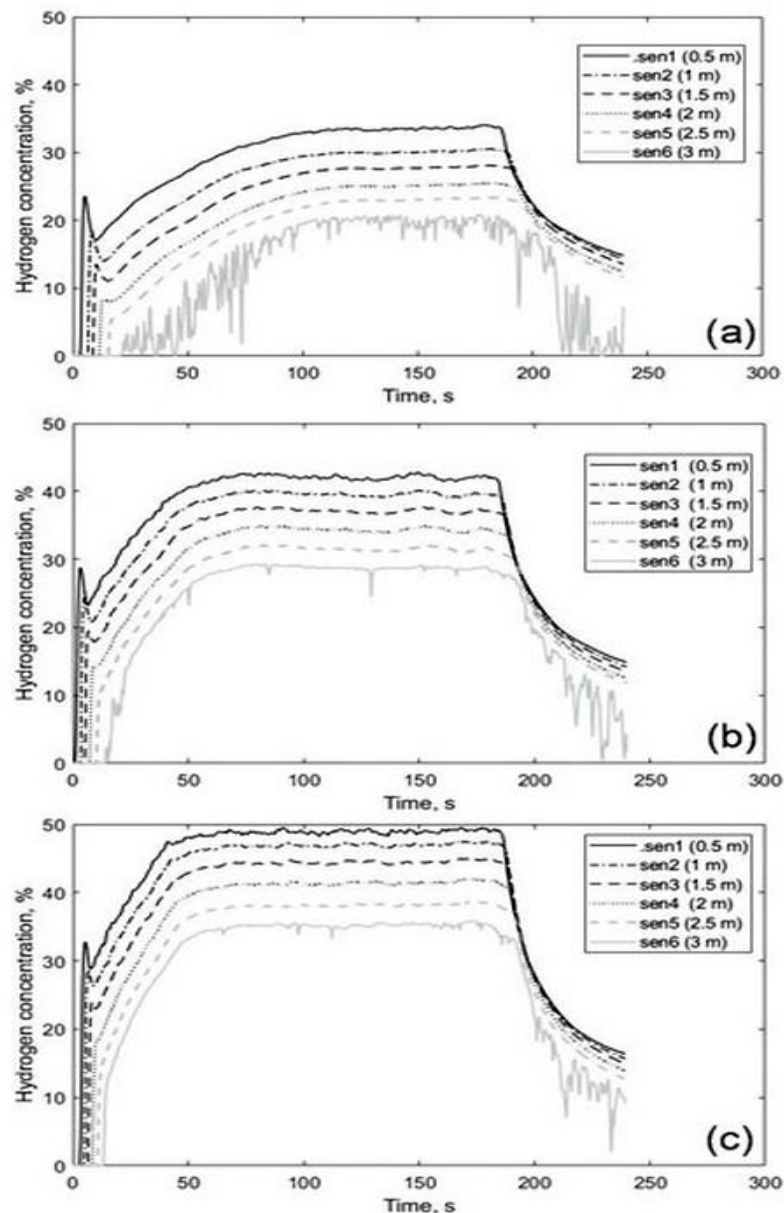 50
40
30
20
10
0
Hydrogen concentration, %
.sen1 (0.5 m)
sen2 (1 m)
sen3 (1.5 m)
sen4 (2 m)
sen5 (2.5 m)
sen6 (3 m)
(a)
0 50 100 150 200 250 300
Time, s
50
40
30
20
10
0
Hydrogen concentration, %
sen1 (0.5 m)
sen2 (1 m)
sen3 (1.5 m)
sen4 (2 m)
sen5 (2.5 m)
sen6 (3 m)
(b)
0 50 100 150 200 250 300
Time, s
50
40
30
20
10
0
Hydrogen concentration, %
.sen1 (0.5 m)
sen2 (1 m)
sen3 (1.5 m)
sen4 (2 m)
sen5 (2.5 m)
sen6 (3 m)
(c)
0 50 100 150 200 250 300
Time, s